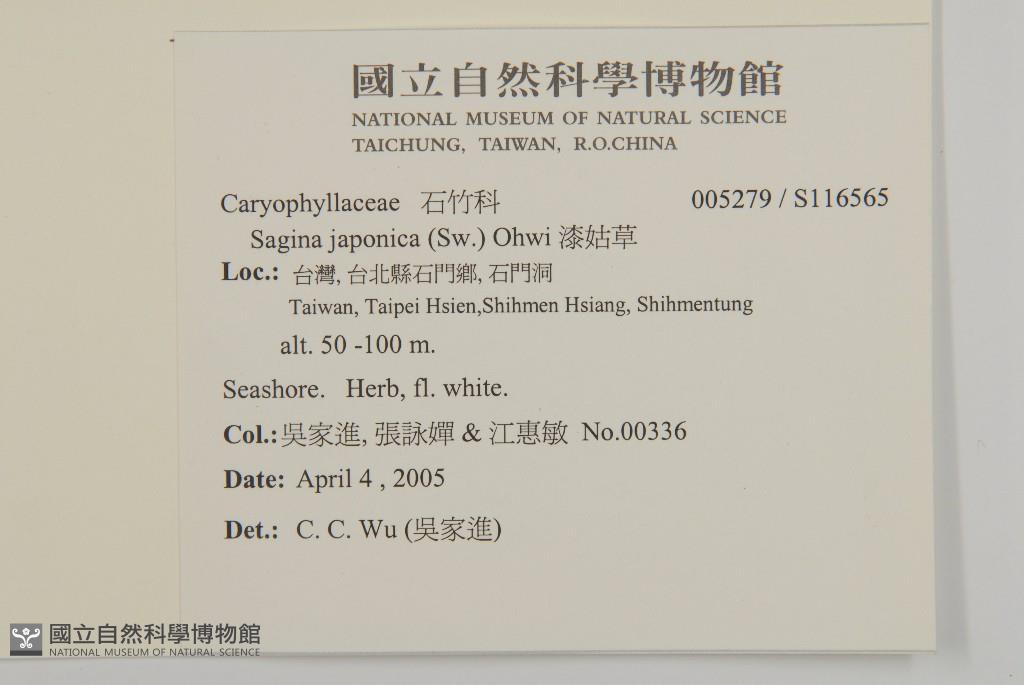 國立自然科學博物館
NATIONAL MUSEUM OF NATURAL SCIENCE
TAICHUNG, TAIWAN, R.O.CHINA
Caryophyllaceae 石竹科 005279 / S116565
Sagina japonica (Sw.) Ohwi 漆姑草
Loc.: 台灣, 台北縣石門鄉, 石門洞
Taiwan, Taipei Hsien,Shihmen Hsiang, Shihmentung
alt. 50 -100 m.
Seashore. Herb, fl. white.
Col.: 吳家進, 張詠嬋 & 江惠敏 No.00336
Date: April 4 , 2005
Det.: C. C. Wu (吳家進)
國立自然科學博物館
NATIONAL MUSEUM OF NATURAL SCIENCE